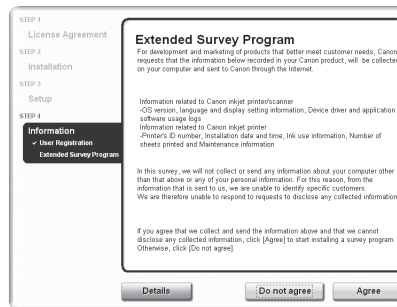 STEP 1
License Agreement
STEP 2
Installation
STEP 3
Setup
STEP 4
Information
✓ User Registration
Extended Survey Program
Extended Survey Program
For development and marketing of products that better meet customer needs, Canon
requests that the information below recorded in your Canon product, will be collected
on your computer and sent to Canon through the Internet.
Information related to Canon inkjet printer/scanner
-OS version, language and display setting information, Device driver and application
software usage logs
Information related to Canon inkjet printer
-Printer's ID number, Installation date and time, Ink use information, Number of
sheets printed and Maintenance information
In this survey, we will not collect or send any information about your computer other
than that above or any of your personal information. For this reason, from the
information that is sent to us, we are unable to identify specific customers.
We are therefore unable to respond to requests to disclose any collected information
If you agree that we collect and send the information above and that we cannot
disclose any collected information, click [Agree] to start installing a survey program.
Otherwise, click [Do not agree].
Details
Do not agree
Agree